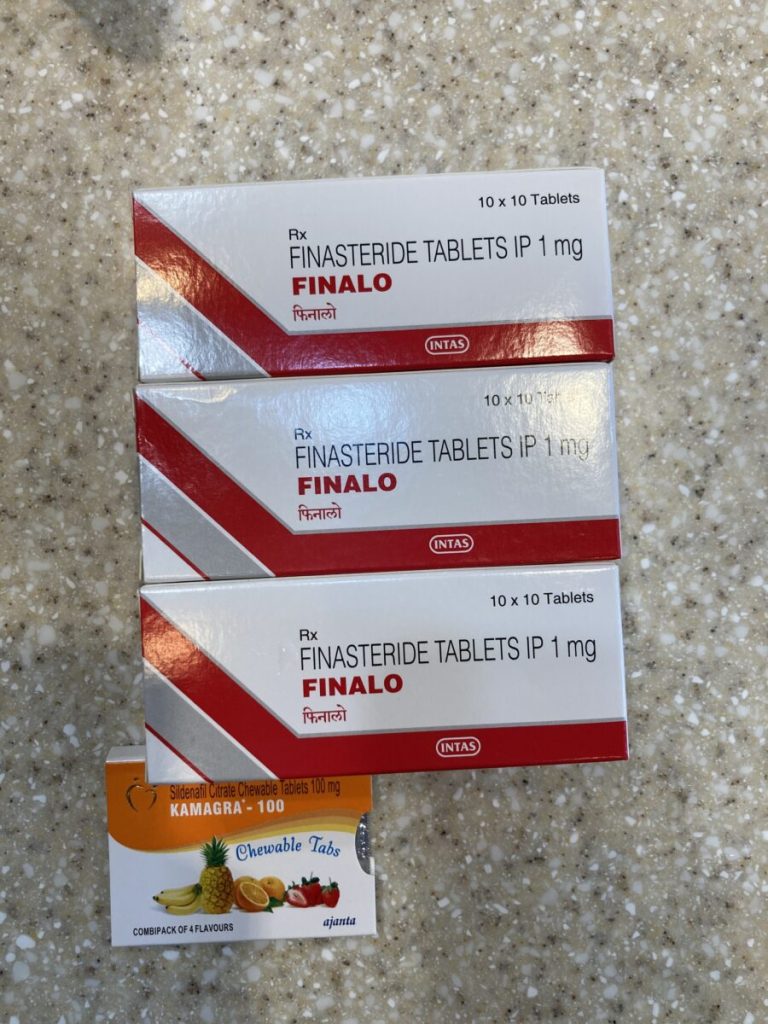 10 x 10 Tablets
Rx
FINASTERIDE TABLETS IP 1 mg
FINALO
फिनालो
INTAS
10 x 10
Rx
FINASTERIDE TABLETS IP 1 mg
FINALO
फिनालो
INTAS
10 x 10 Tablets
Rx
FINASTERIDE TABLETS IP 1 mg
FINALO
फिनालो
INTAS
Sildenafil Citrate Chewable Tablets 100 mg
KAMAGRA® - 100
Chewable Tabs
COMBIPACK OF 4 FLAVOURS
ajanta